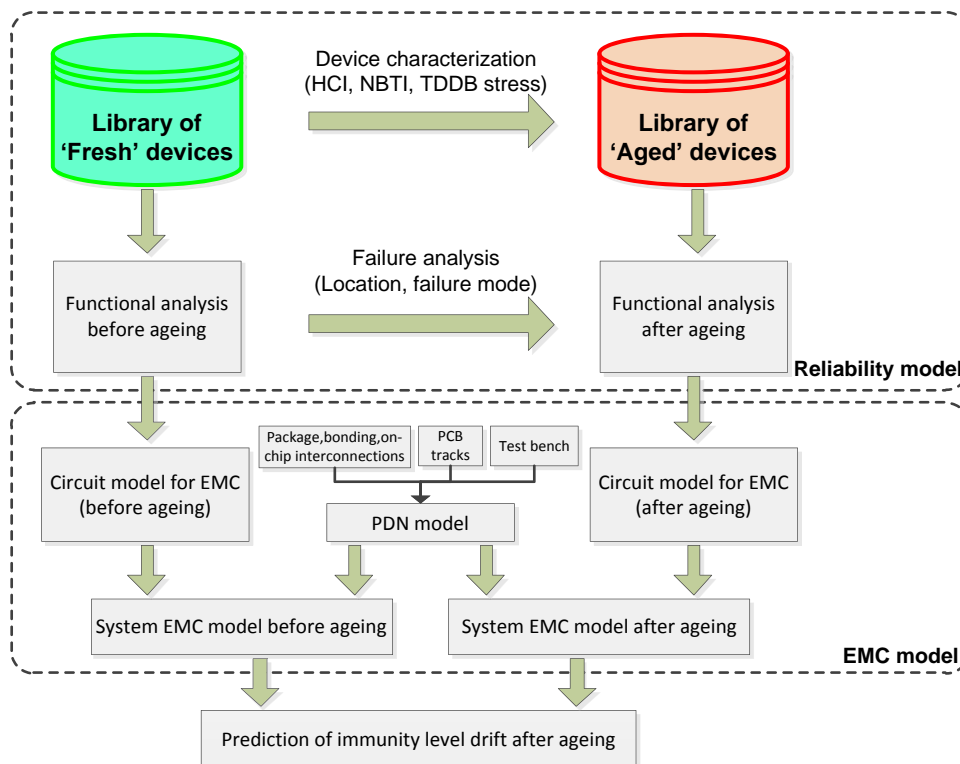 Device characterization
(HCI, NBTI, TDDB stress)
Library of
‘Fresh’ devices
Library of
‘Aged’ devices
Failure analysis
(Location, failure mode)
Functional analysis
before ageing
Functional analysis
after ageing
Reliability model
Package,bonding,on-
chip interconnections
PCB
tracks
Test bench
Circuit model for EMC
(before ageing)
PDN model
Circuit model for EMC
(after ageing)
System EMC model before ageing
System EMC model after ageing
EMC model
Prediction of immunity level drift after ageing